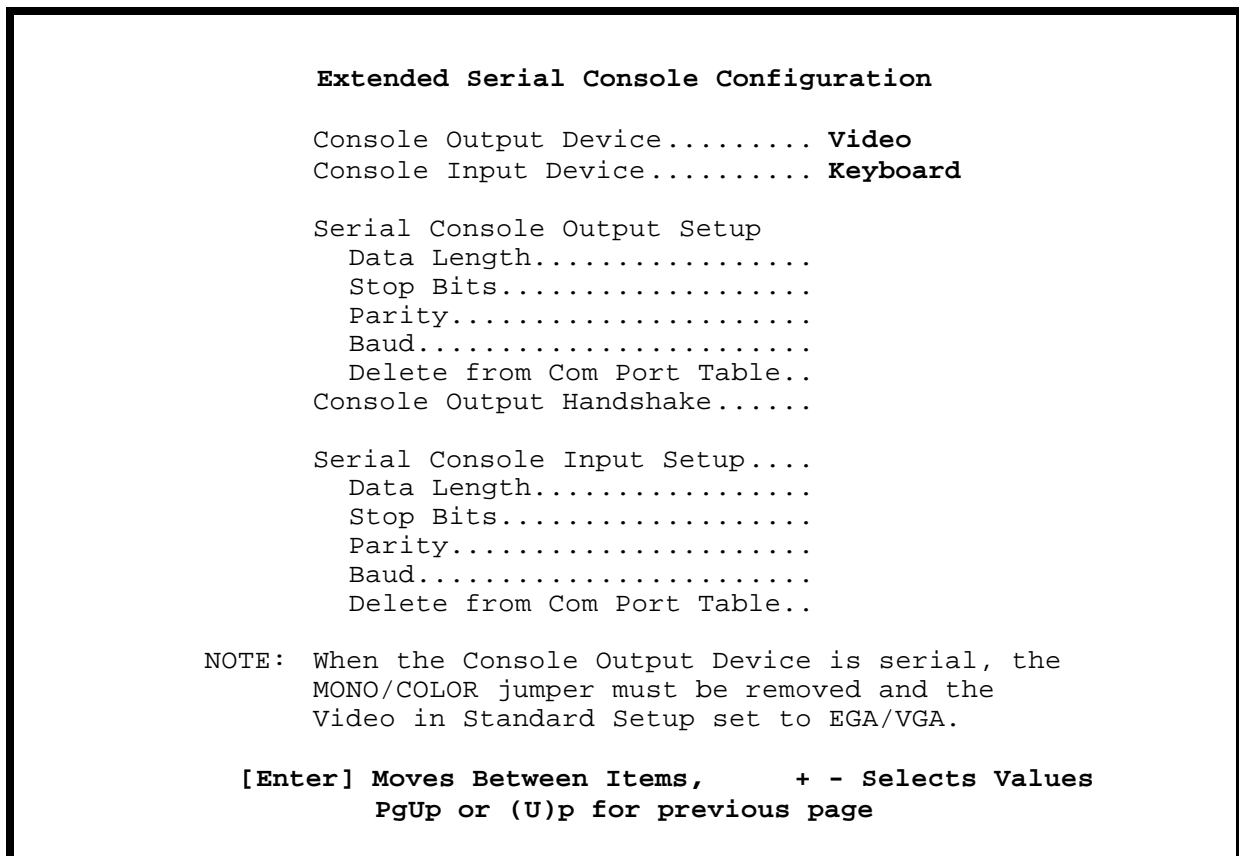 Extended Serial Console Configuration
Console Output Device......... Video
Console Input Device.......... Keyboard
Serial Console Output Setup
Data Length.................
Stop Bits...................
Parity......................
Baud........................
Delete from Com Port Table..
Console Output Handshake......
Serial Console Input Setup....
Data Length.................
Stop Bits...................
Parity......................
Baud........................
Delete from Com Port Table..
NOTE: When the Console Output Device is serial, the
MONO/COLOR jumper must be removed and the
Video in Standard Setup set to EGA/VGA.
[Enter] Moves Between Items, + - Selects Values
PgUp or (U)p for previous page